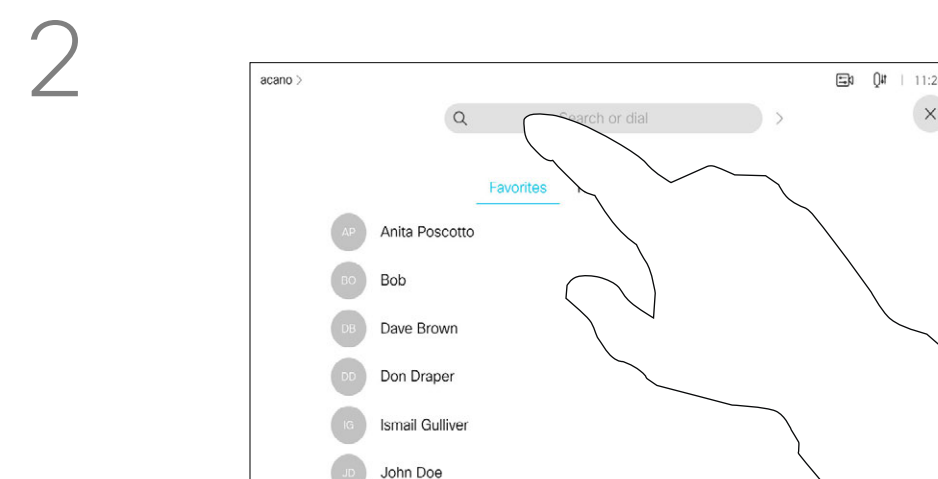 2
acano >
11:2
Search or dial
Favorites
AP Anita Poscotto
BO Bob
DB Dave Brown
DD Don Draper
IG Ismail Gulliver
JD John Doe